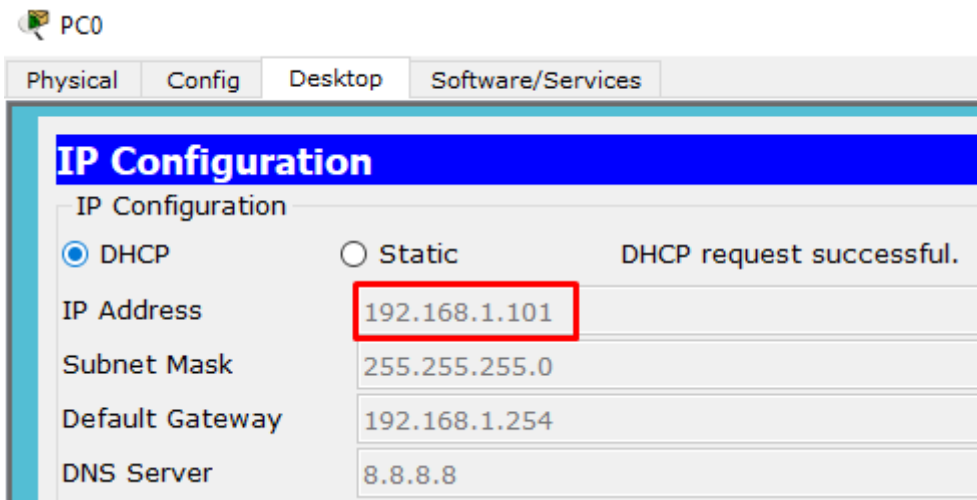 PC0
Physical Config Desktop Software/Services
IP Configuration
IP Configuration
DHCP Static DHCP request successful.
IP Address 192.168.1.101
Subnet Mask 255.255.255.0
Default Gateway 192.168.1.254
DNS Server 8.8.8.8